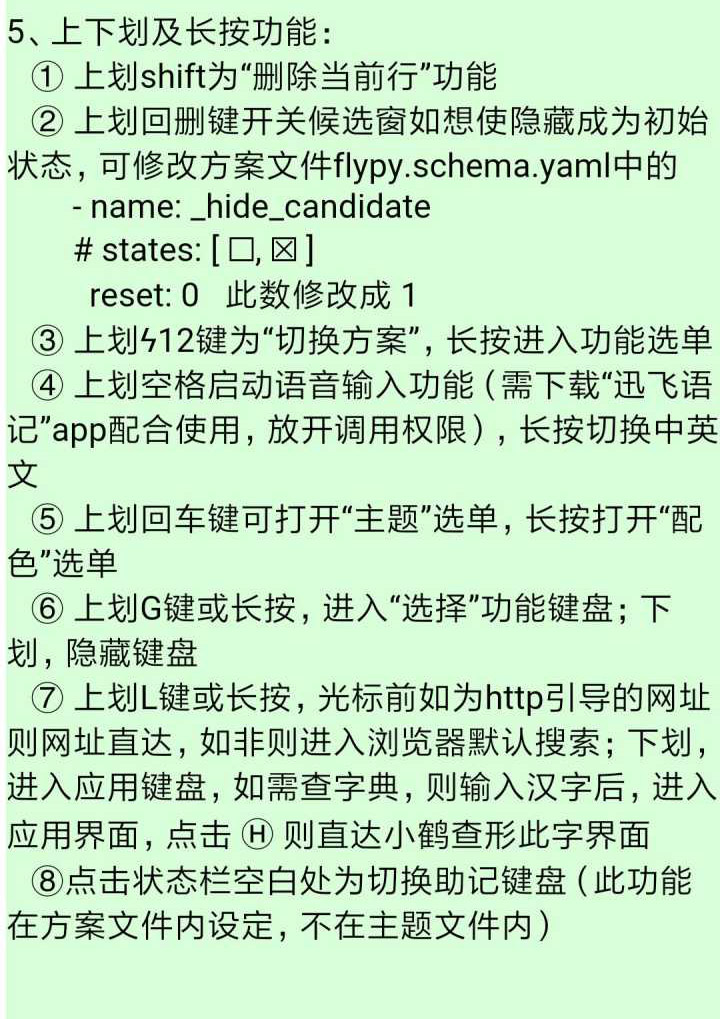 5、上下划及长按功能：
① 上划shift为“删除当前行”功能
② 上划回删键开关候选窗如想使隐藏成为初始
状态，可修改方案文件flypy.schema.yaml中的
- name: _hide_candidate
# states: [ ☐, ☒ ]
reset: 0 此数修改成 1
③ 上划ϟ12键为“切换方案”，长按进入功能选单
④ 上划空格启动语音输入功能（需下载“迅飞语
记”app配合使用，放开调用权限），长按切换中英
文
⑤ 上划回车键可打开“主题”选单，长按打开“配
色”选单
⑥ 上划G键或长按，进入“选择”功能键盘；下
划，隐藏键盘
⑦ 上划L键或长按，光标前如为http引导的网址
则网址直达，如非则进入浏览器默认搜索；下划，
进入应用键盘，如需查字典，则输入汉字后，进入
应用界面，点击 Ⓗ 则直达小鹤查形此字界面
⑧点击状态栏空白处为切换助记键盘（此功能
在方案文件内设定，不在主题文件内）